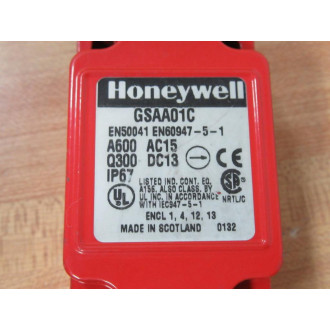 Honeywell
GSAA01C
EN50041 EN60947-5-1
A600 AC15
Q300 DC13
IP67
LISTED IND. CONT. EQ.
A156. ALSO CLASS. BY
UL INC. IN ACCORDANCE
WITH IEC947-5-1
NRTL/C
ENCL 1, 4, 12, 13
MADE IN SCOTLAND 0132